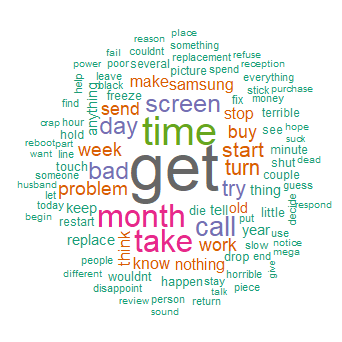 reason place
fail couldnt something
power poor several replacement refuse
help leave picture spend reception
black make samsung everything
find anything freeze screen fix money stick purchase
crap hour send stop terrible
reboot hold day time buy see hope
part line week start minute suck
want touch bad get turn shut dead
someone problem try thing couple
husband guess
let month die tell old little decide respond
today keep call put
begin restart take year use
replace think work slow notice
people know nothing drop end mega
different wouldnt happen horrible give
disappoint stay piece
review person talk return
sound